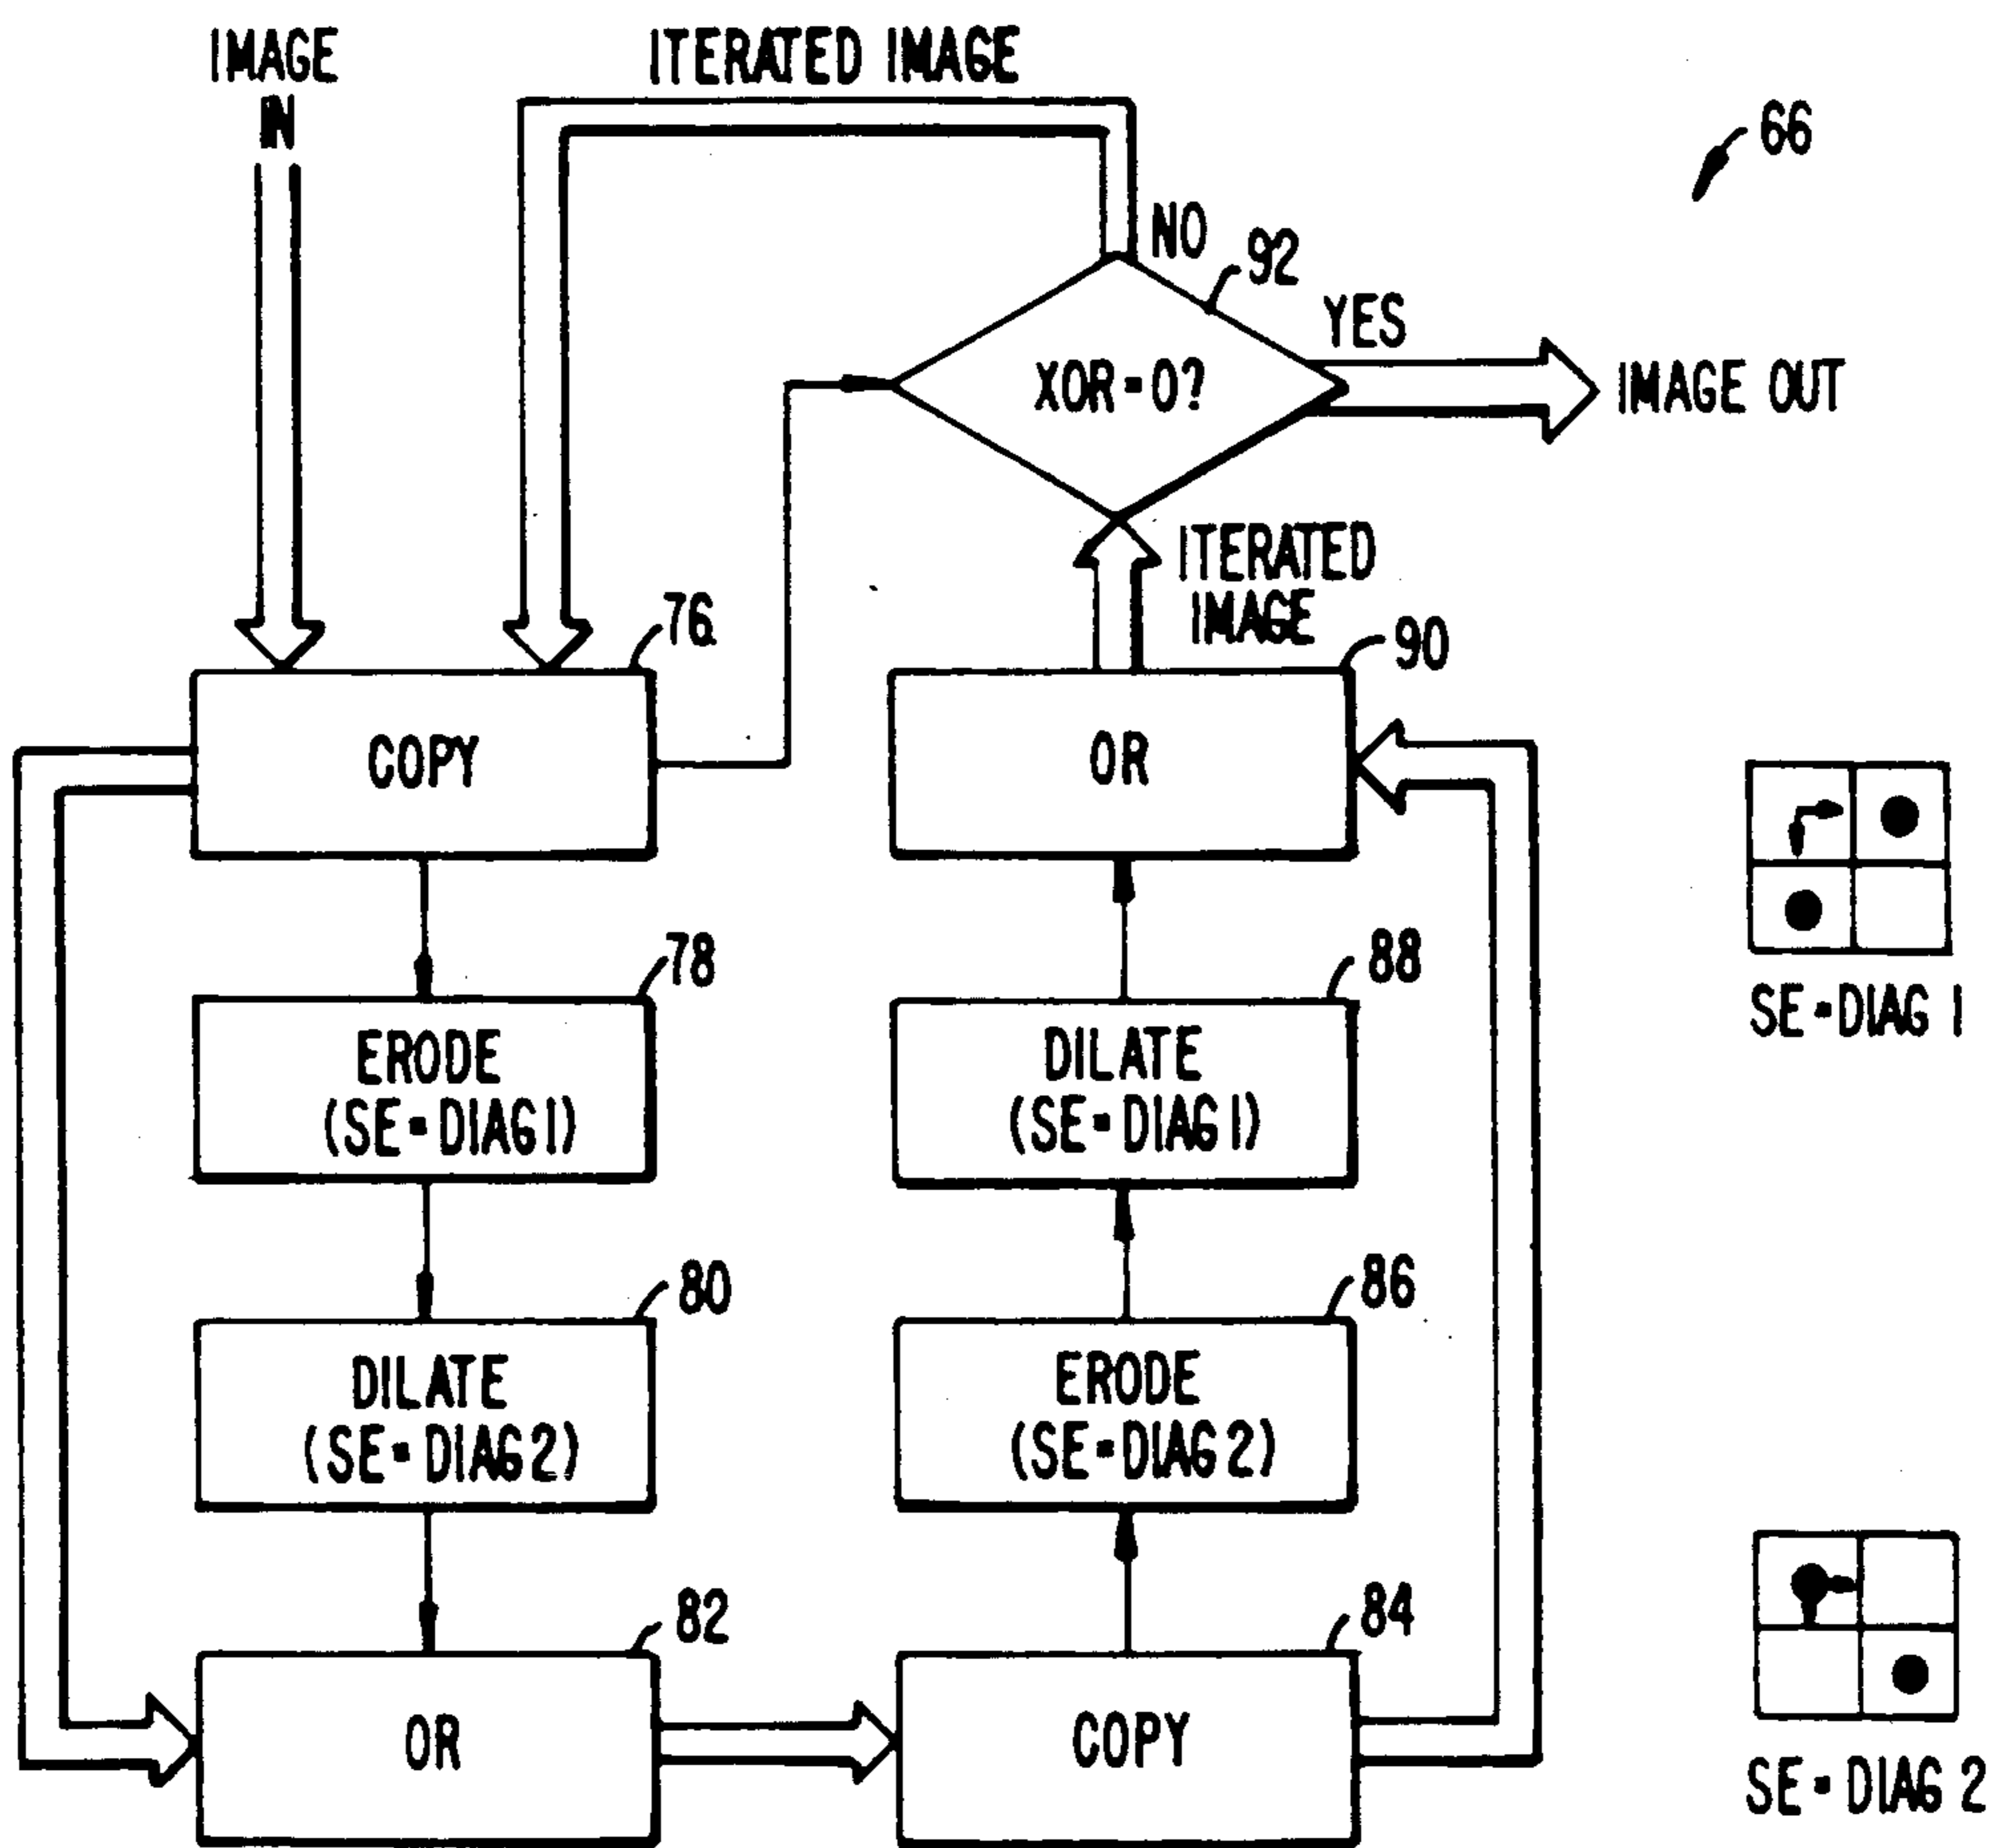 IMAGE
IN
ITERATED IMAGE
66
NO
92
YES
XOR=0?
IMAGE OUT
ITERATED
IMAGE
76
90
COPY
OR
78
88
SE-DIAG 1
ERODE
(SE=DIAG1)
DILATE
(SE=DIAG1)
80
86
DILATE
(SE=DIAG2)
ERODE
(SE=DIAG2)
82
84
OR
COPY
SE-DIAG 2